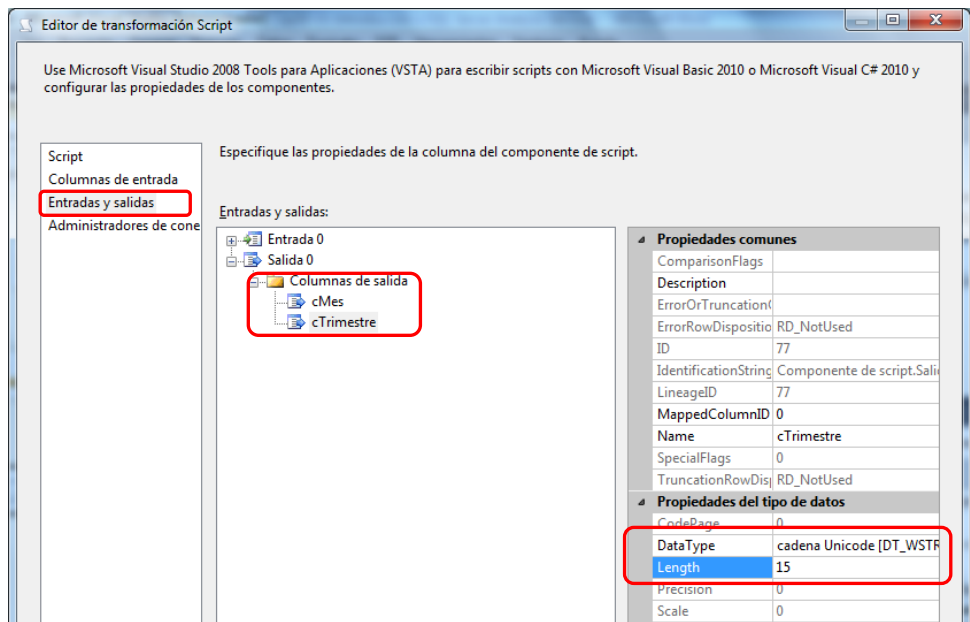 Editor de transformación Script
Use Microsoft Visual Studio 2008 Tools para Aplicaciones (VSTA) para escribir scripts con Microsoft Visual Basic 2010 o Microsoft Visual C# 2010 y
configurar las propiedades de los componentes.
Script
Columnas de entrada
Entradas y salidas
Administradores de cone
Especifique las propiedades de la columna del componente de script.
Entradas y salidas:
Entrada 0
Salida 0
Columnas de salida
cMes
cTrimestre
Propiedades comunes
ComparisonFlags
Description
ErrorOrTruncationO
ErrorRowDispositio RD_NotUsed
ID 77
IdentificationString Componente de script.Sali
LineageID 77
MappedColumnID 0
Name cTrimestre
SpecialFlags 0
TruncationRowDisp RD_NotUsed
Propiedades del tipo de datos
CodePage 0
DataType cadena Unicode [DT_WSTR
Length 15
Precision 0
Scale 0